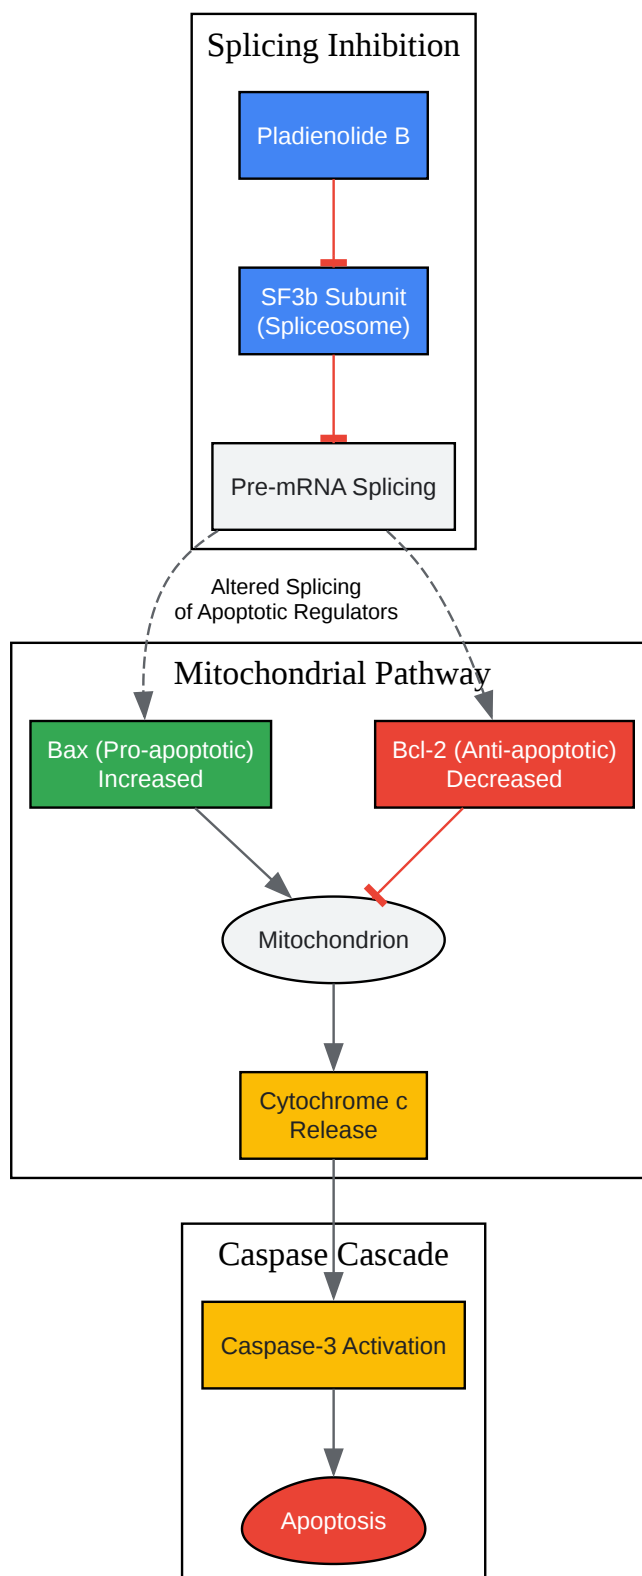 Splicing Inhibition
Pladienolide B
SF3b Subunit
(Spliceosome)
Pre-mRNA Splicing
Altered Splicing
of Apoptotic Regulators
Mitochondrial Pathway
Bax (Pro-apoptotic)
Increased
Bcl-2 (Anti-apoptotic)
Decreased
Mitochondrion
Cytochrome c
Release
Caspase Cascade
Caspase-3 Activation
Apoptosis